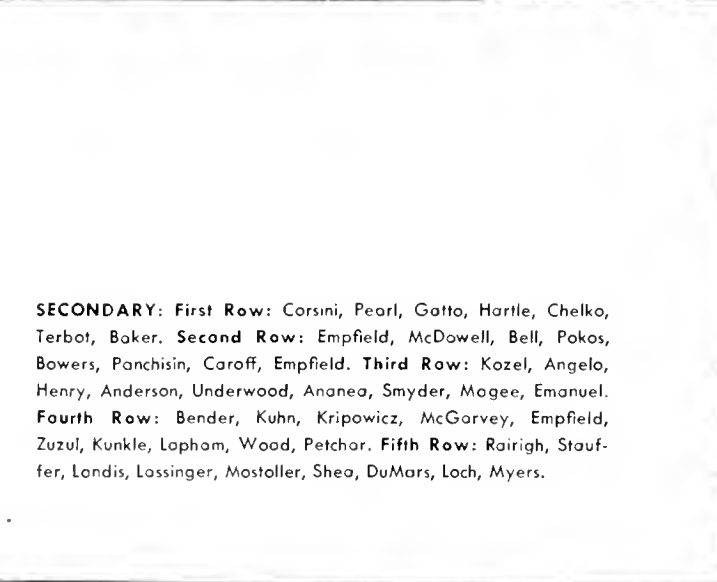 SECONDARY: First Row: Corsini, Pearl, Gatto, Hartle, Chelko,
Terbot, Baker. Second Row: Empfield, McDowell, Bell, Pokos,
Bowers, Panchisin, Caroff, Empfield. Third Row: Kozel, Angelo,
Henry, Anderson, Underwood, Ananea, Smyder, Magee, Emanuel.
Fourth Row: Bender, Kuhn, Kripowicz, McGarvey, Empfield,
Zuzul, Kunkle, Lapham, Wood, Petchar. Fifth Row: Rairigh, Stauf-
fer, Landis, Lassinger, Mostoller, Shea, DuMars, Loch, Myers.